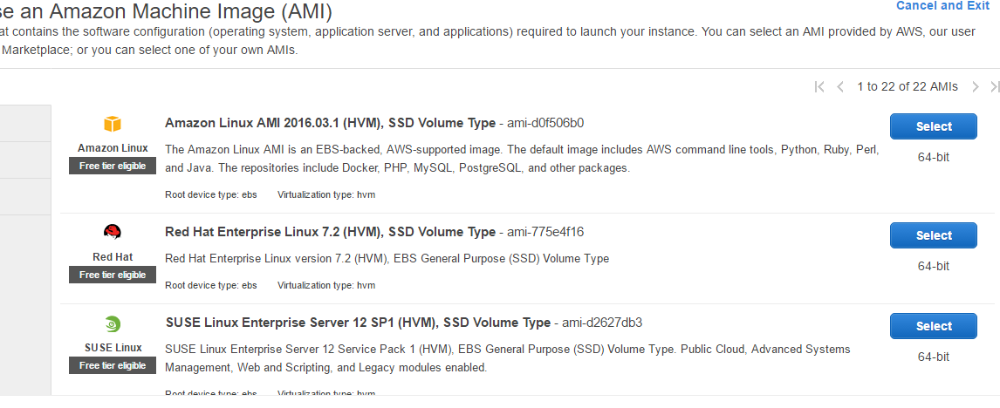 se an Amazon Machine Image (AMI)
Cancel and Exit
at contains the software configuration (operating system, application server, and applications) required to launch your instance. You can select an AMI provided by AWS, our user
Marketplace; or you can select one of your own AMIs.
1 to 22 of 22 AMIs
Amazon Linux AMI 2016.03.1 (HVM), SSD Volume Type - ami-d0f506b0
Select
Amazon Linux
Free tier eligible
The Amazon Linux AMI is an EBS-backed, AWS-supported image. The default image includes AWS command line tools, Python, Ruby, Perl,
and Java. The repositories include Docker, PHP, MySQL, PostgreSQL, and other packages.
64-bit
Root device type: ebs Virtualization type: hvm
Red Hat Enterprise Linux 7.2 (HVM), SSD Volume Type - ami-775e4f16
Select
Red Hat
Free tier eligible
Red Hat Enterprise Linux version 7.2 (HVM), EBS General Purpose (SSD) Volume Type
64-bit
Root device type: ebs Virtualization type: hvm
SUSE Linux Enterprise Server 12 SP1 (HVM), SSD Volume Type - ami-d2627db3
Select
SUSE Linux
Free tier eligible
SUSE Linux Enterprise Server 12 Service Pack 1 (HVM), EBS General Purpose (SSD) Volume Type. Public Cloud, Advanced Systems
Management, Web and Scripting, and Legacy modules enabled.
64-bit
Root device type: ebs Virtualization type: hvm